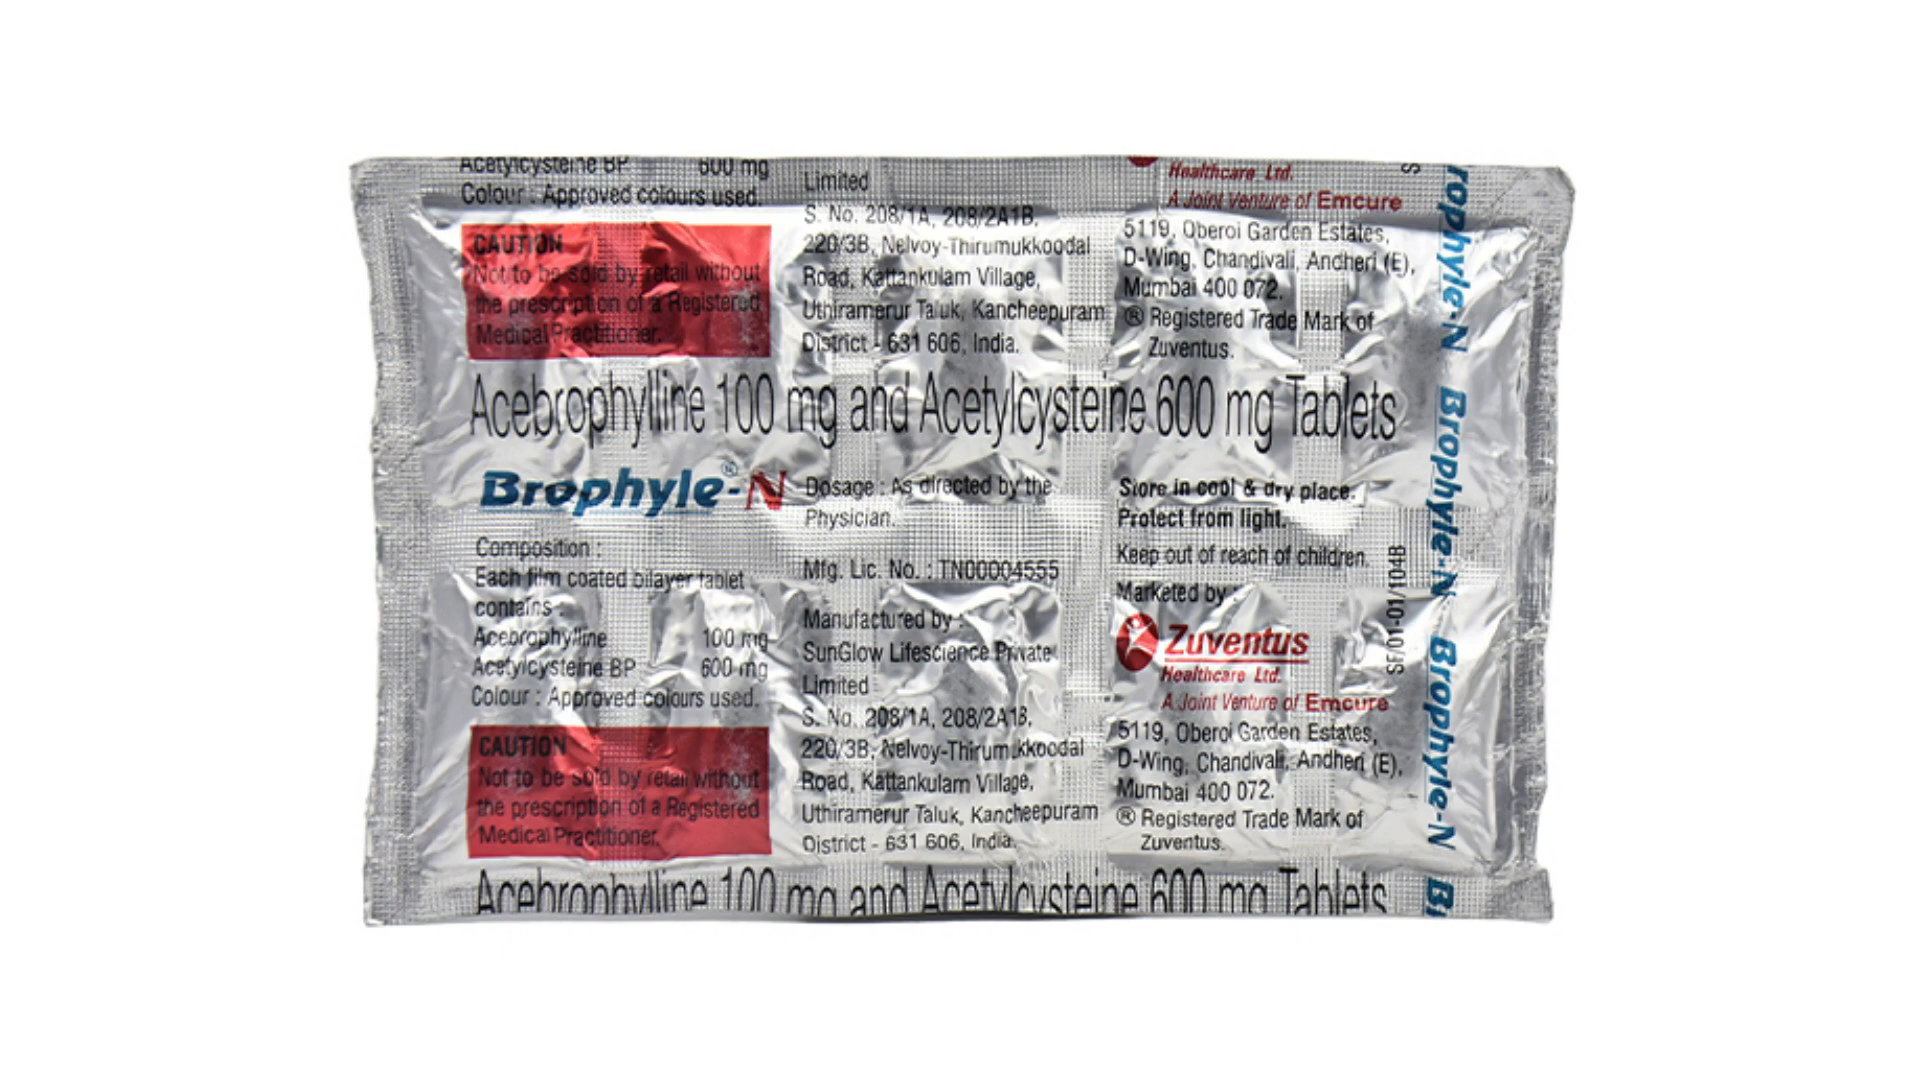 Acetylcysteine BP 600 mg
Colour : Approved colours used.
CAUTION
Not to be sold by retail without
the prescription of a Registered
Medical Practitioner.
Limited
S. No. 208/1A, 208/2A1B,
220/3B, Nelvoy-Thirumukkoodal
Road, Kattankulam Village,
Uthiramerur Taluk, Kancheepuram
District - 631 606, India.
Healthcare Ltd.
A Joint Venture of Emcure
5119, Oberoi Garden Estates,
D-Wing, Chandivali, Andheri (E),
Mumbai 400 072.
® Registered Trade Mark of
Zuventus.
Acebrophylline 100 mg and Acetylcysteine 600 mg Tablets
Brophyle®-N
Composition :
Each film coated bilayer tablet
contains :
Acebrophylline 100 mg
Acetylcysteine BP 600 mg
Colour : Approved colours used.
CAUTION
Not to be sold by retail without
the prescription of a Registered
Medical Practitioner.
Dosage : As directed by the
Physician.
Mfg. Lic. No. : TN00004555
Manufactured by :
SunGlow Lifescience Private
Limited
S. No. 208/1A, 208/2A1B,
220/3B, Nelvoy-Thirumukkoodal
Road, Kattankulam Village,
Uthiramerur Taluk, Kancheepuram
District - 631 606, India.
Store in cool & dry place.
Protect from light.
Keep out of reach of children.
Marketed by :
Zuventus
Healthcare Ltd.
A Joint Venture of Emcure
5119, Oberoi Garden Estates,
D-Wing, Chandivali, Andheri (E),
Mumbai 400 072.
® Registered Trade Mark of
Zuventus.
S
SF/01-01/104B
rophyle-N Brophyle-N Brophyle-N B
Acebrophylline 100 mg and Acetylcysteine 600 mg Tablets